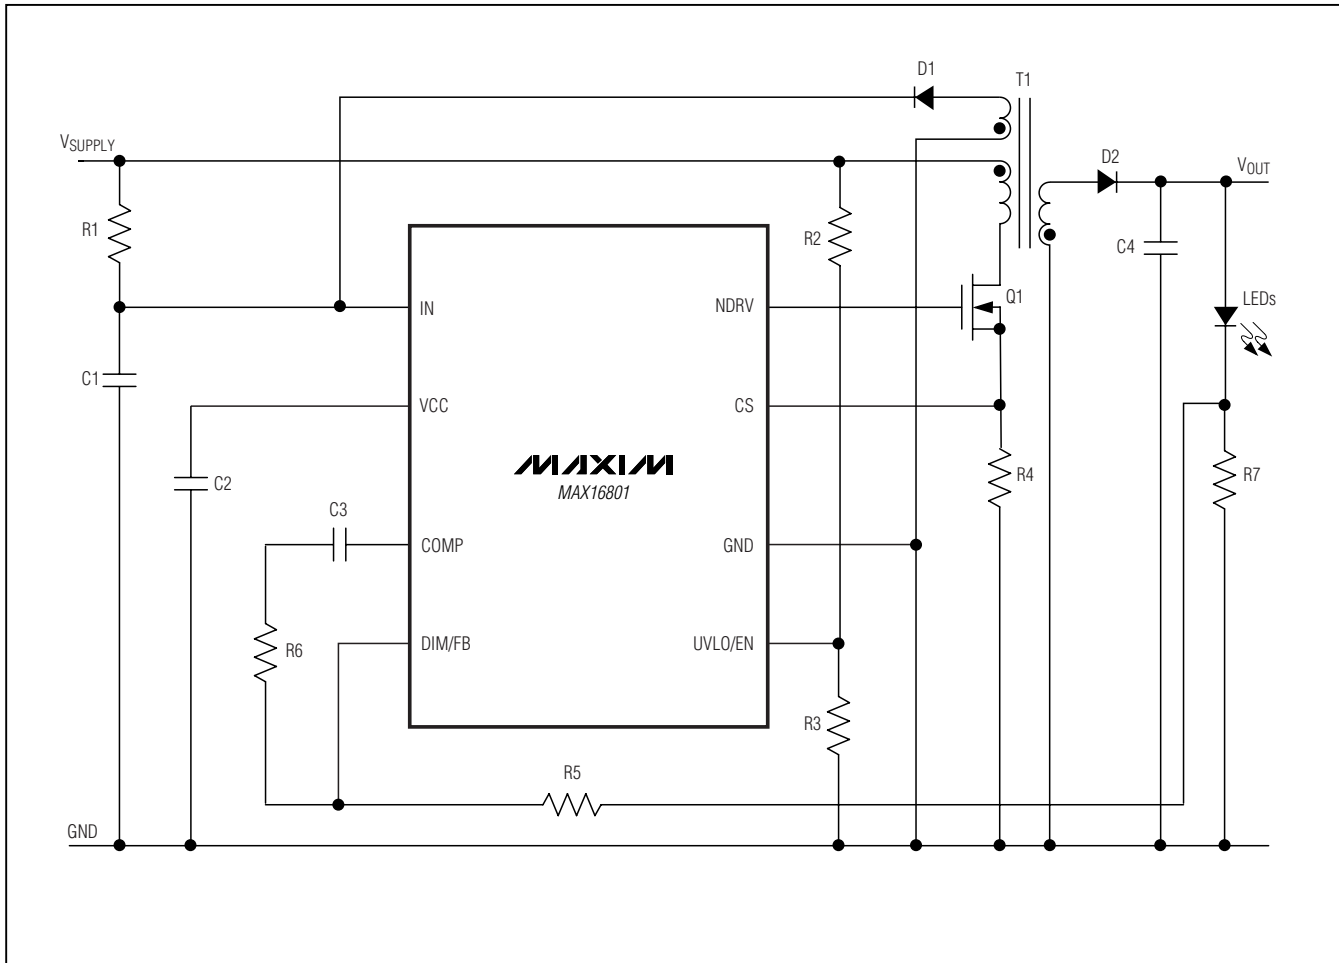 D1
T1
VSUPPLY
D2
VOUT
R1
R2
C4
IN
NDRV
Q1
LEDs
C1
VCC
CS
C2
MAXIM
MAX16801
R4
R7
C3
COMP
GND
R6
DIM/FB
UVLO/EN
R3
R5
GND